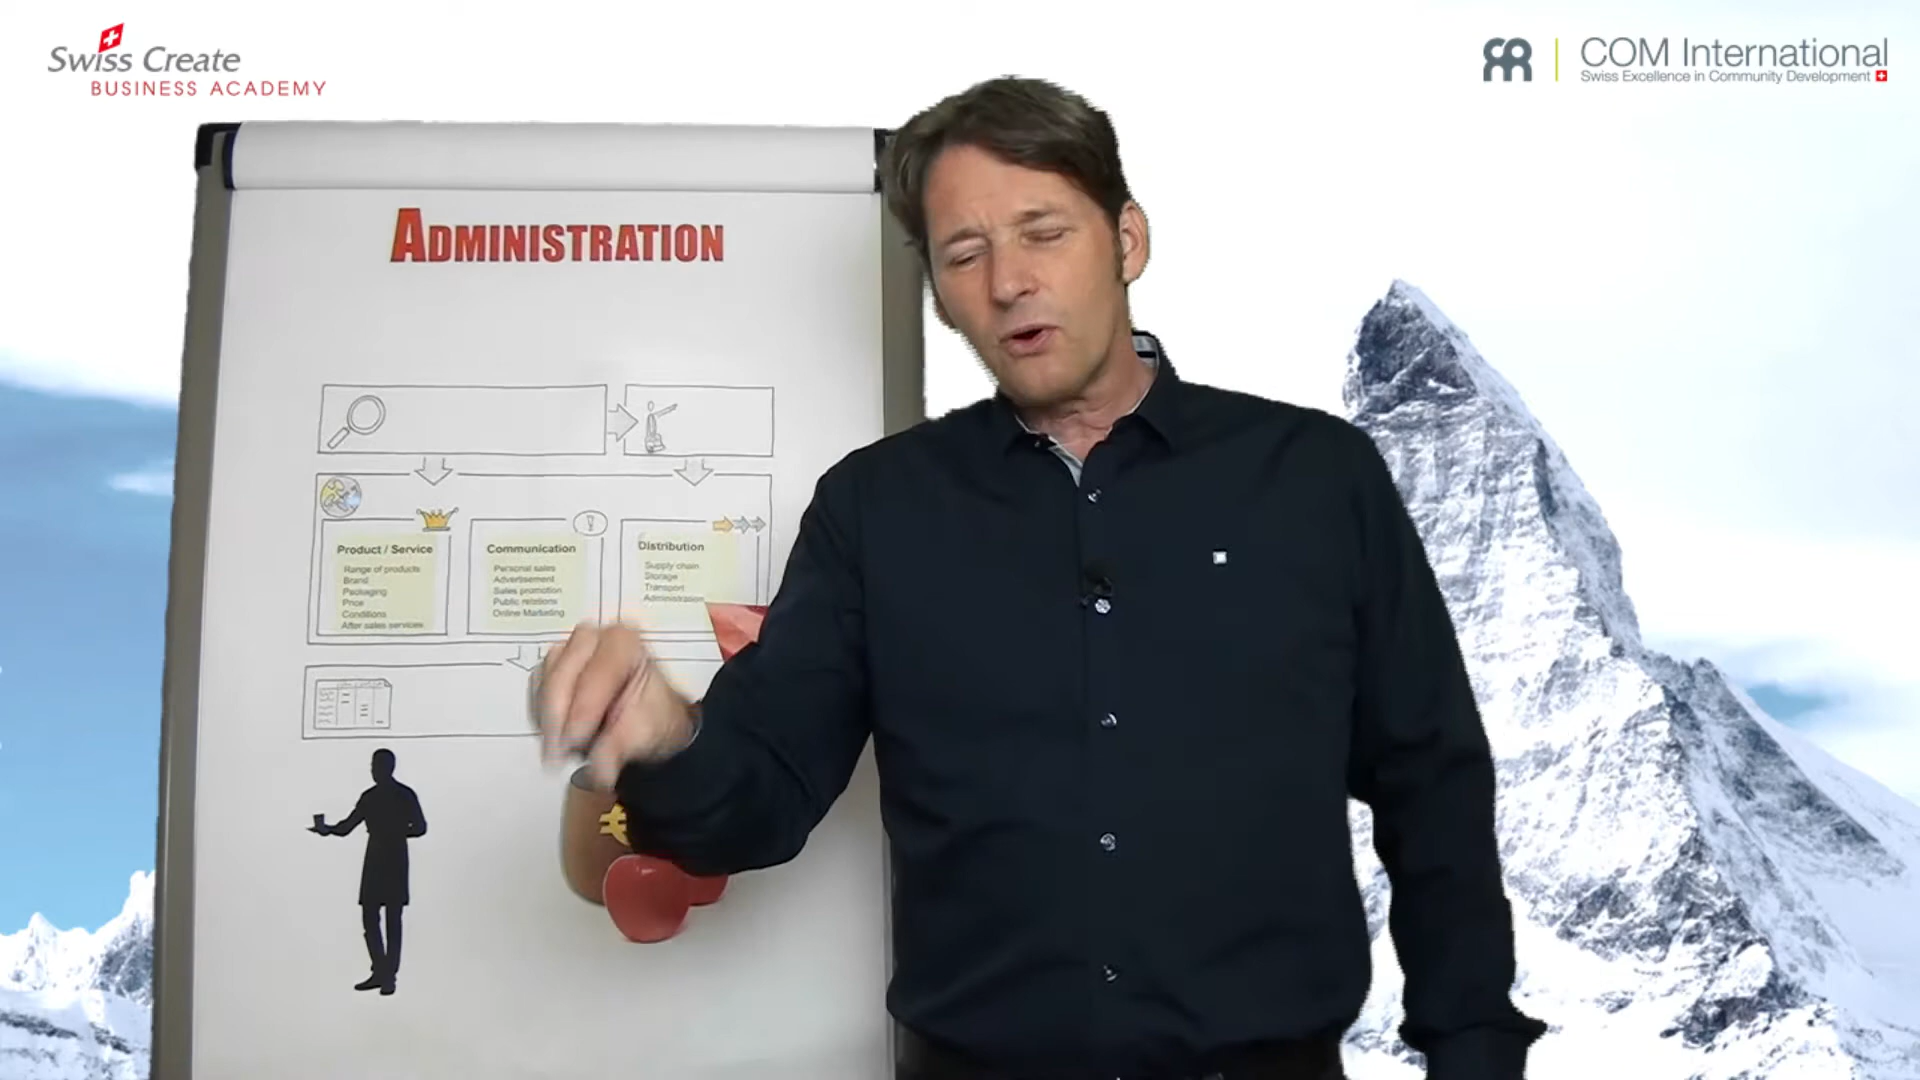 Swiss Create
BUSINESS ACADEMY
COM International
Swiss Excellence in Community Development
ADMINISTRATION
Product / Service
Range of products
Brand
Packaging
Price
Conditions
After sales services
Communication
Personal sales
Advertisement
Sales promotion
Public relations
Online Marketing
Distribution
Supply chain
Storage
Transport
Administration
€